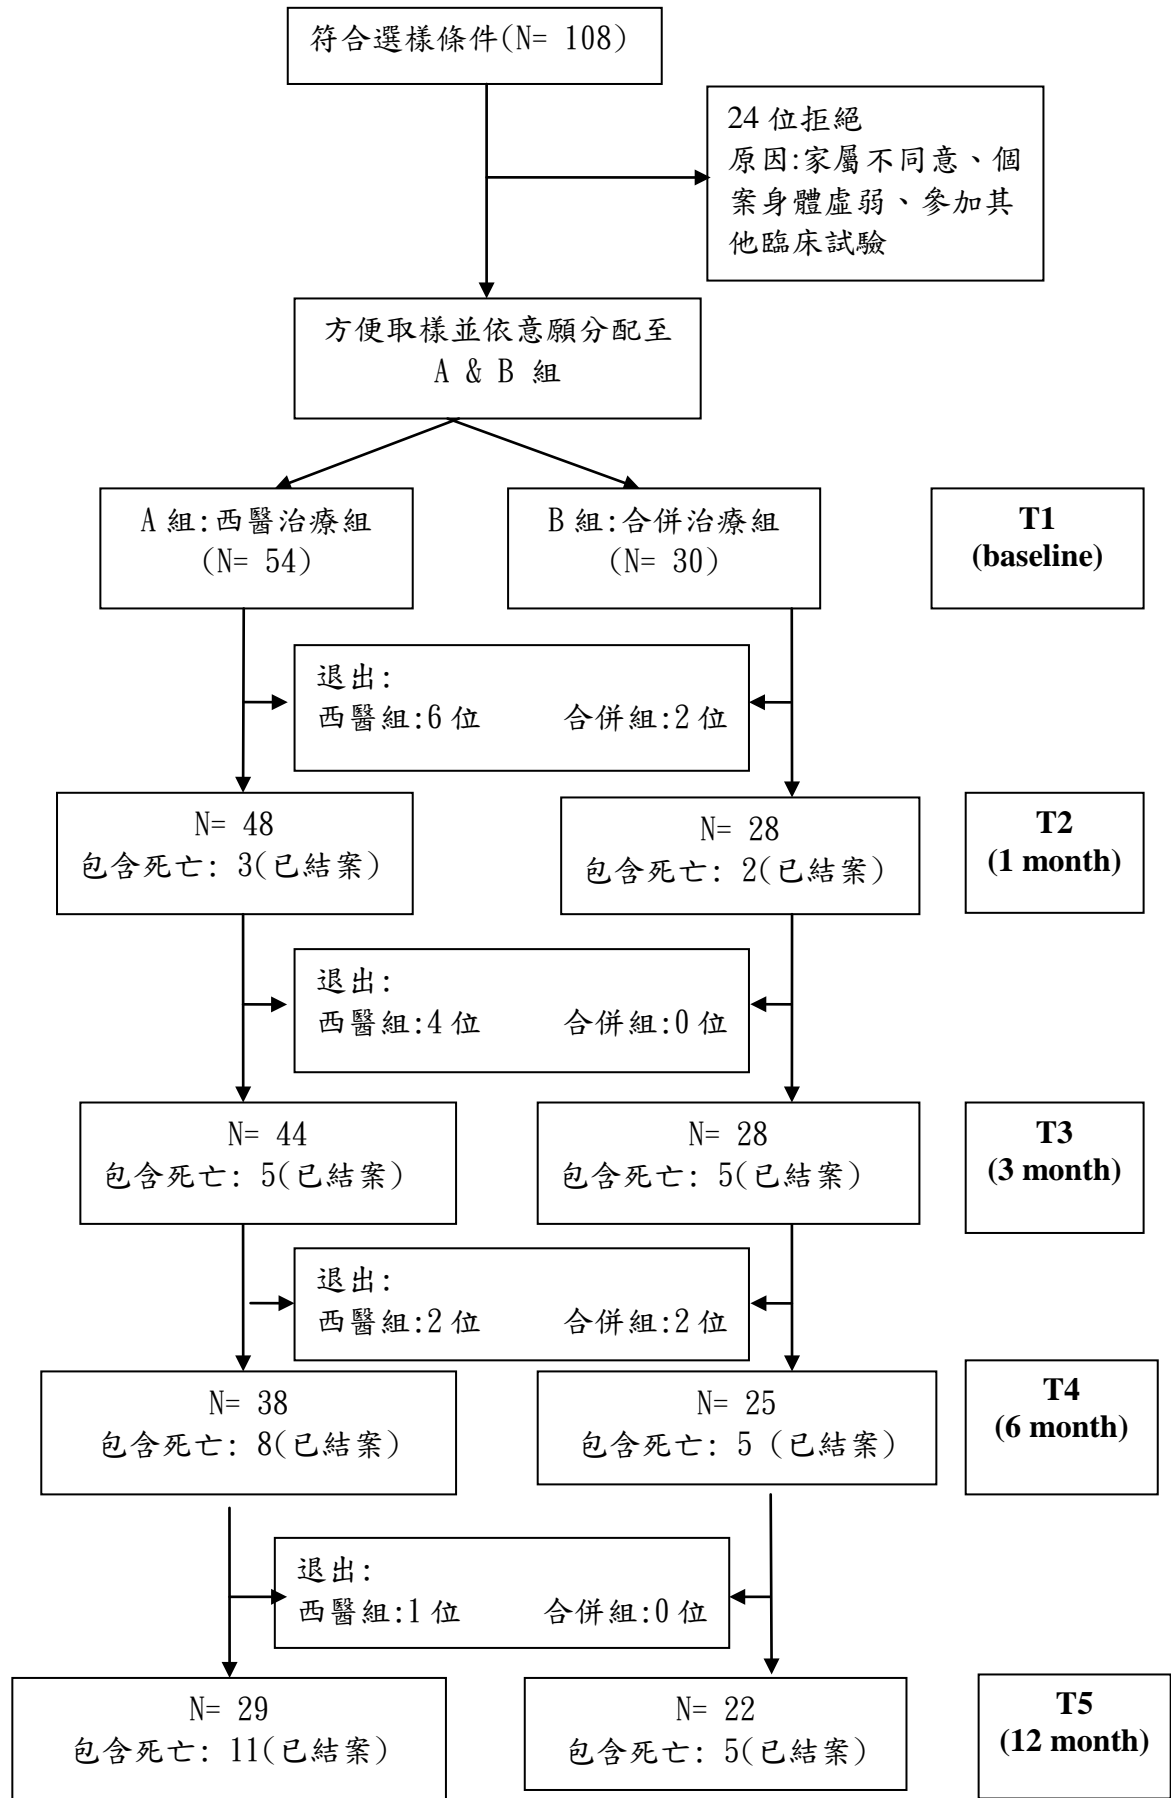 符合選樣條件(N= 108)
24 位拒絕
原因:家屬不同意、個
案身體虛弱、參加其
他臨床試驗
方便取樣並依意願分配至
A & B 組
A 組:西醫治療組
(N= 54)
B 組:合併治療組
(N= 30)
T1
(baseline)
退出:
西醫組:6 位 合併組:2 位
N= 48
包含死亡: 3(已結案)
N= 28
包含死亡: 2(已結案)
T2
(1 month)
退出:
西醫組:4 位 合併組:0 位
N= 44
包含死亡: 5(已結案)
N= 28
包含死亡: 5(已結案)
T3
(3 month)
退出:
西醫組:2 位 合併組:2 位
N= 38
包含死亡: 8(已結案)
N= 25
包含死亡: 5 (已結案)
T4
(6 month)
退出:
西醫組:1 位 合併組:0 位
N= 29
包含死亡: 11(已結案)
N= 22
包含死亡: 5(已結案)
T5
(12 month)